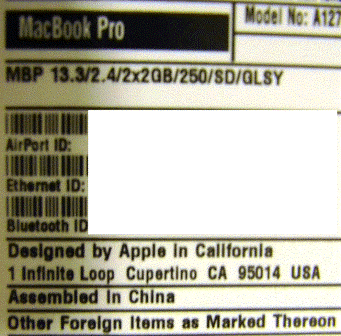 MacBook Pro
Model No: A127
MBP 13.3/2.4/2x2GB/250/SD/GLSY
AirPort ID:
Ethernet ID:
Bluetooth ID
Designed by Apple in California
1 Infinite Loop Cupertino CA 95014 USA
Assembled in China
Other Foreign Items as Marked Thereon